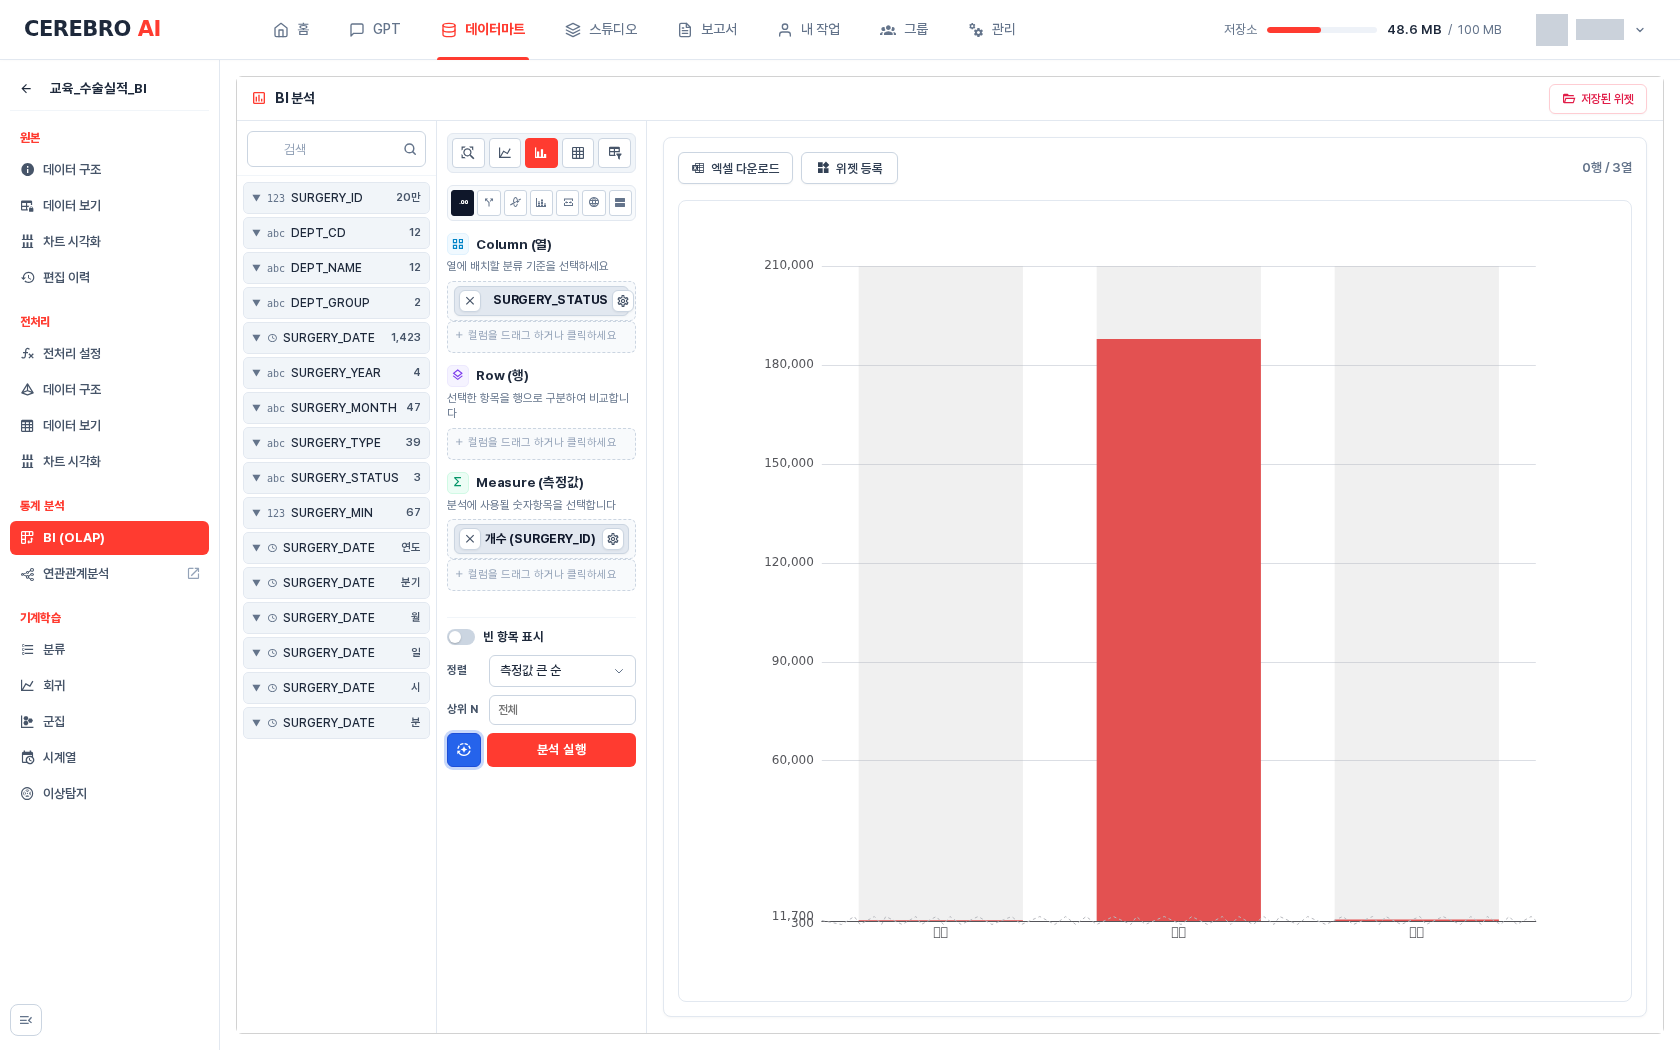 CEREBRO AI
홈
GPT
데이터마트
스튜디오
보고서
내 작업
그룹
관리
저장소
48.6 MB / 100 MB
교육_수술실적_BI
원본
데이터 구조
데이터 보기
차트 시각화
편집 이력
전처리
전처리 설정
데이터 구조
데이터 보기
차트 시각화
통계 분석
BI (OLAP)
연관관계분석
기계학습
분류
회귀
군집
시계열
이상탐지
BI 분석
저장된 위젯
검색
123 SURGERY_ID 20만
abc DEPT_CD 12
abc DEPT_NAME 12
abc DEPT_GROUP 2
SURGERY_DATE 1,423
abc SURGERY_YEAR 4
abc SURGERY_MONTH 47
abc SURGERY_TYPE 39
abc SURGERY_STATUS 3
123 SURGERY_MIN 67
SURGERY_DATE 연도
SURGERY_DATE 분기
SURGERY_DATE 월
SURGERY_DATE 일
SURGERY_DATE 시
SURGERY_DATE 분
.00
Column (열)
열에 배치할 분류 기준을 선택하세요
SURGERY_STATUS
+ 컬럼을 드래그 하거나 클릭하세요
Row (행)
선택한 항목을 행으로 구분하여 비교합니
다
+ 컬럼을 드래그 하거나 클릭하세요
Measure (측정값)
분석에 사용될 숫자항목을 선택합니다
개수 (SURGERY_ID)
+ 컬럼을 드래그 하거나 클릭하세요
빈 항목 표시
정렬
측정값 큰 순
상위 N
전체
분석 실행
엑셀 다운로드
위젯 등록
0행 / 3열
210,000
180,000
150,000
120,000
90,000
60,000
11,700
300